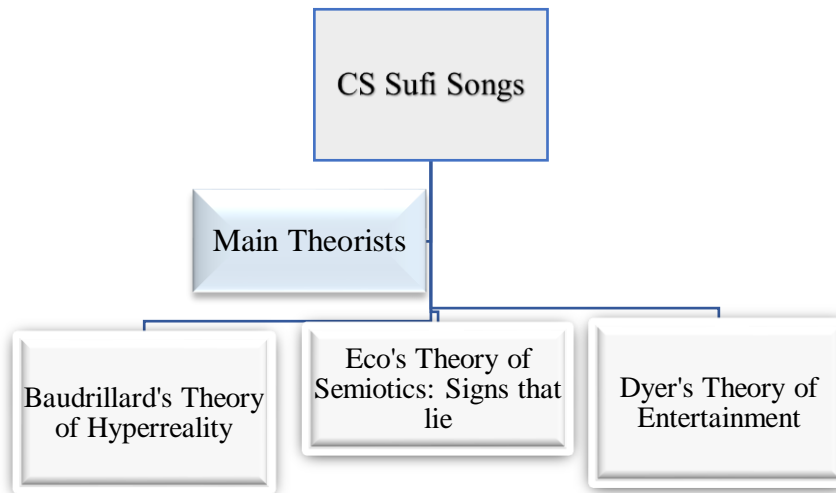 CS Sufi Songs
Main Theorists
Baudrillard's Theory
of Hyperreality
Eco's Theory of
Semiotics: Signs that
lie
Dyer's Theory of
Entertainment